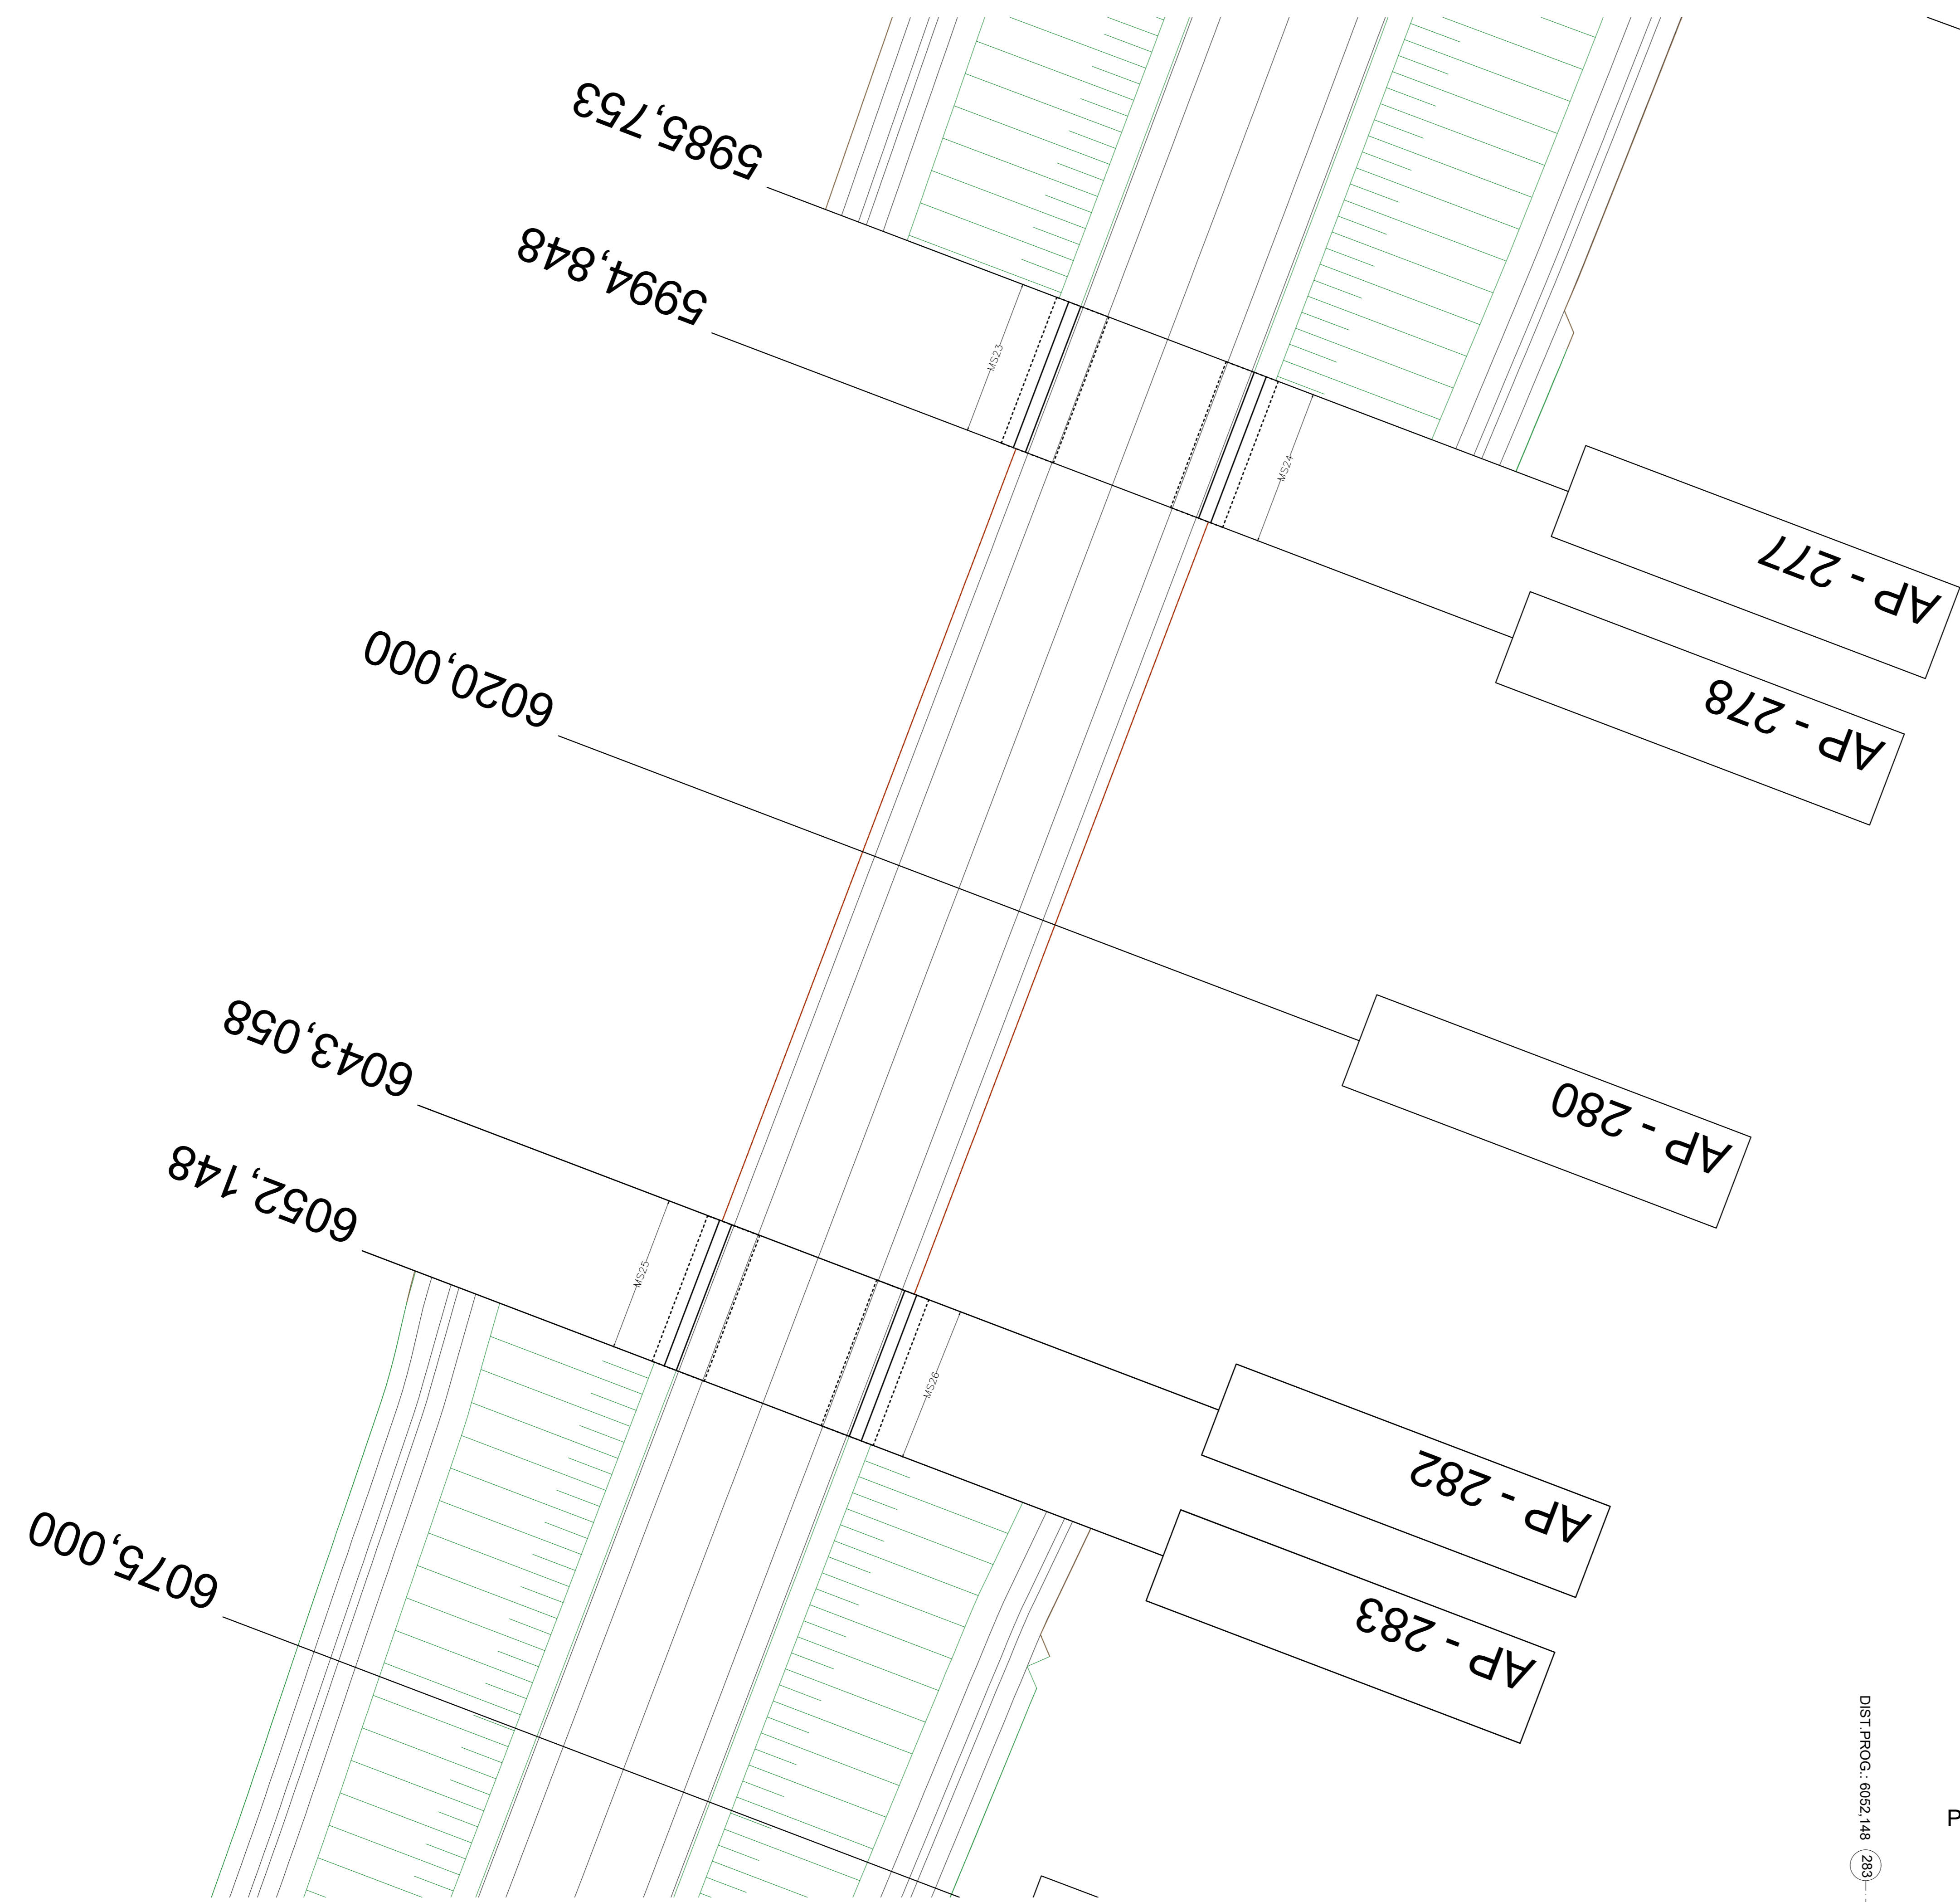 5985,753
5994,848
MS23
MS24
AP - 277
AP - 278
6020,000
AP - 280
6043,058
6052,148
MS25
MS26
AP - 282
AP - 283
6075,000
DIST.PROG.: 6052,148
283
P